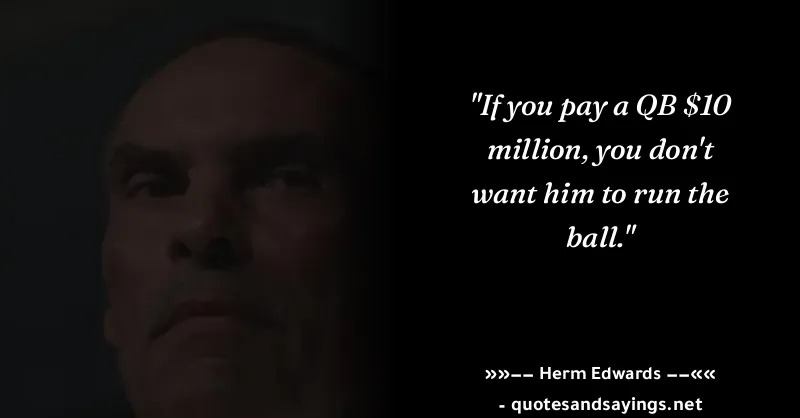 "If you pay a QB $10
million, you don't
want him to run the
ball."
»»–– Herm Edwards ––««
- quotesandsayings.net